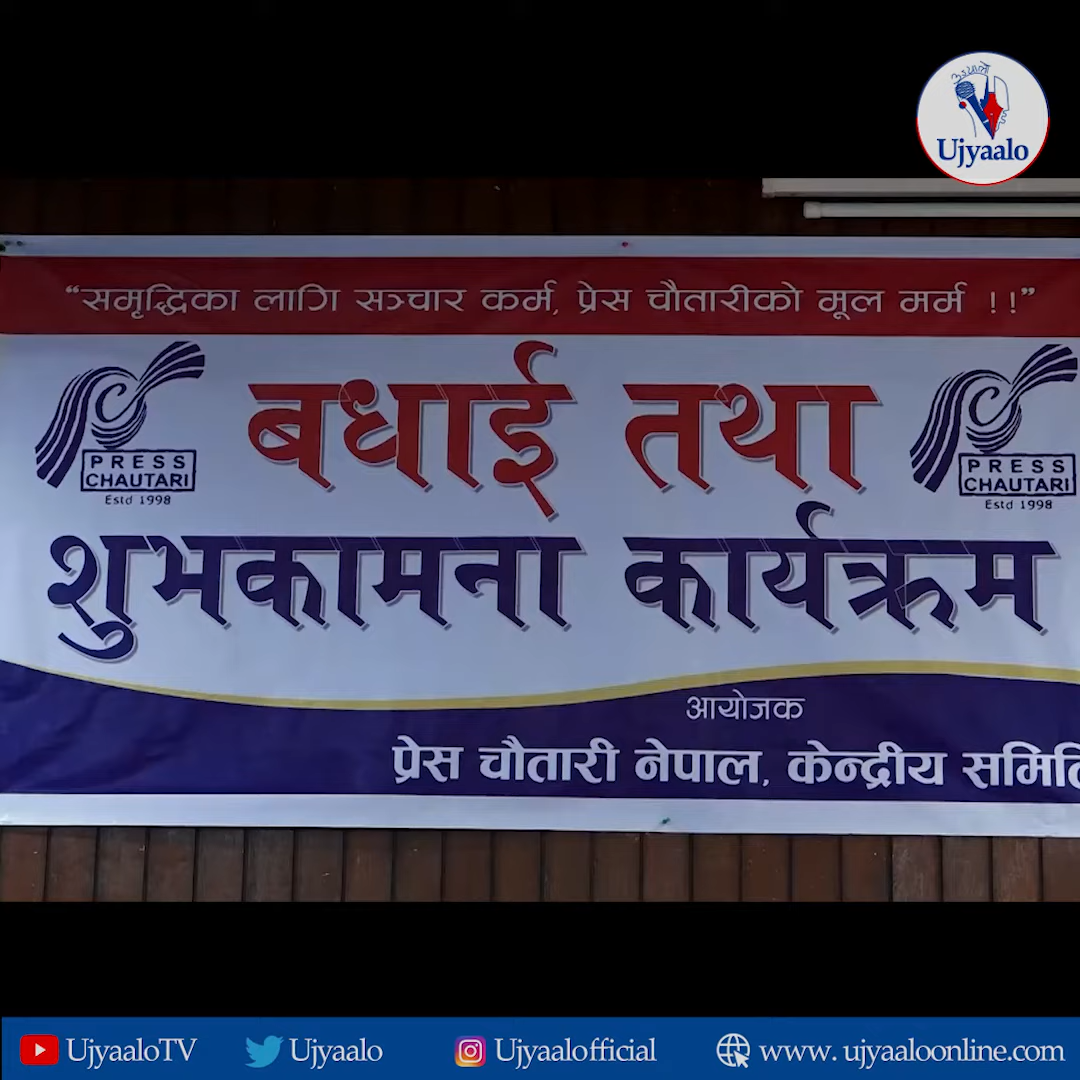 उज्यालो
Ujyaalo
“समृद्धिका लागि सञ्चार कर्म, प्रेस चौतारीको मूल मर्म !!”
बधाई तथा
PRESS
CHAUTARI
Estd 1998
PRESS
CHAUTARI
Estd 1998
शुभकामना कार्यक्रम
आयोजक
प्रेस चौतारी नेपाल, केन्द्रीय
UjyaaloTV Ujyaalo Ujyaalofficial www. ujyaaloonline.com